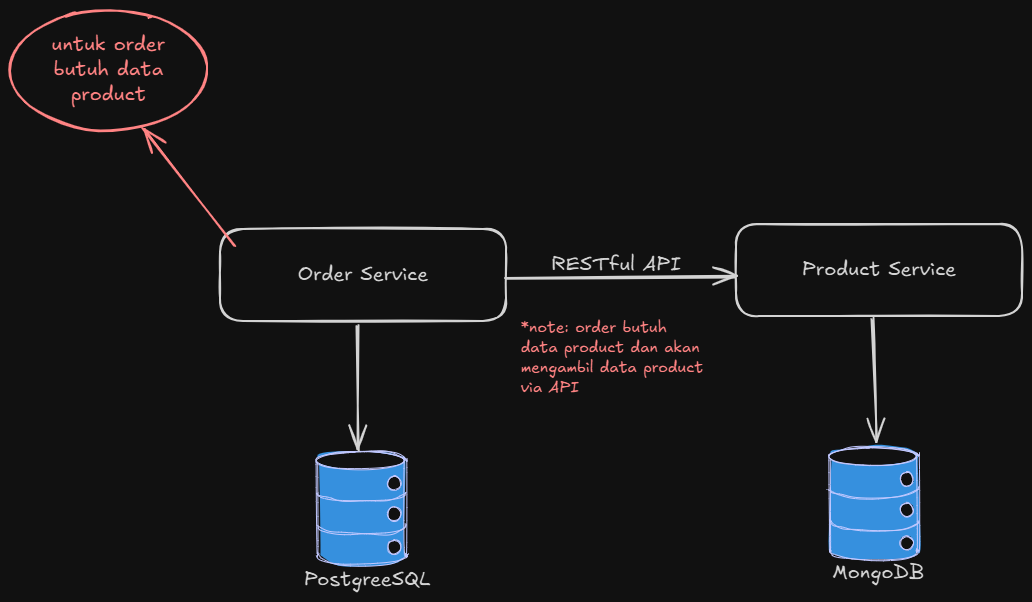 untuk order
butuh data
product
Order Service
RESTful API
Product Service
*note: order butuh
data product dan akan
mengambil data product
via API
PostgreeSQL
MongoDB